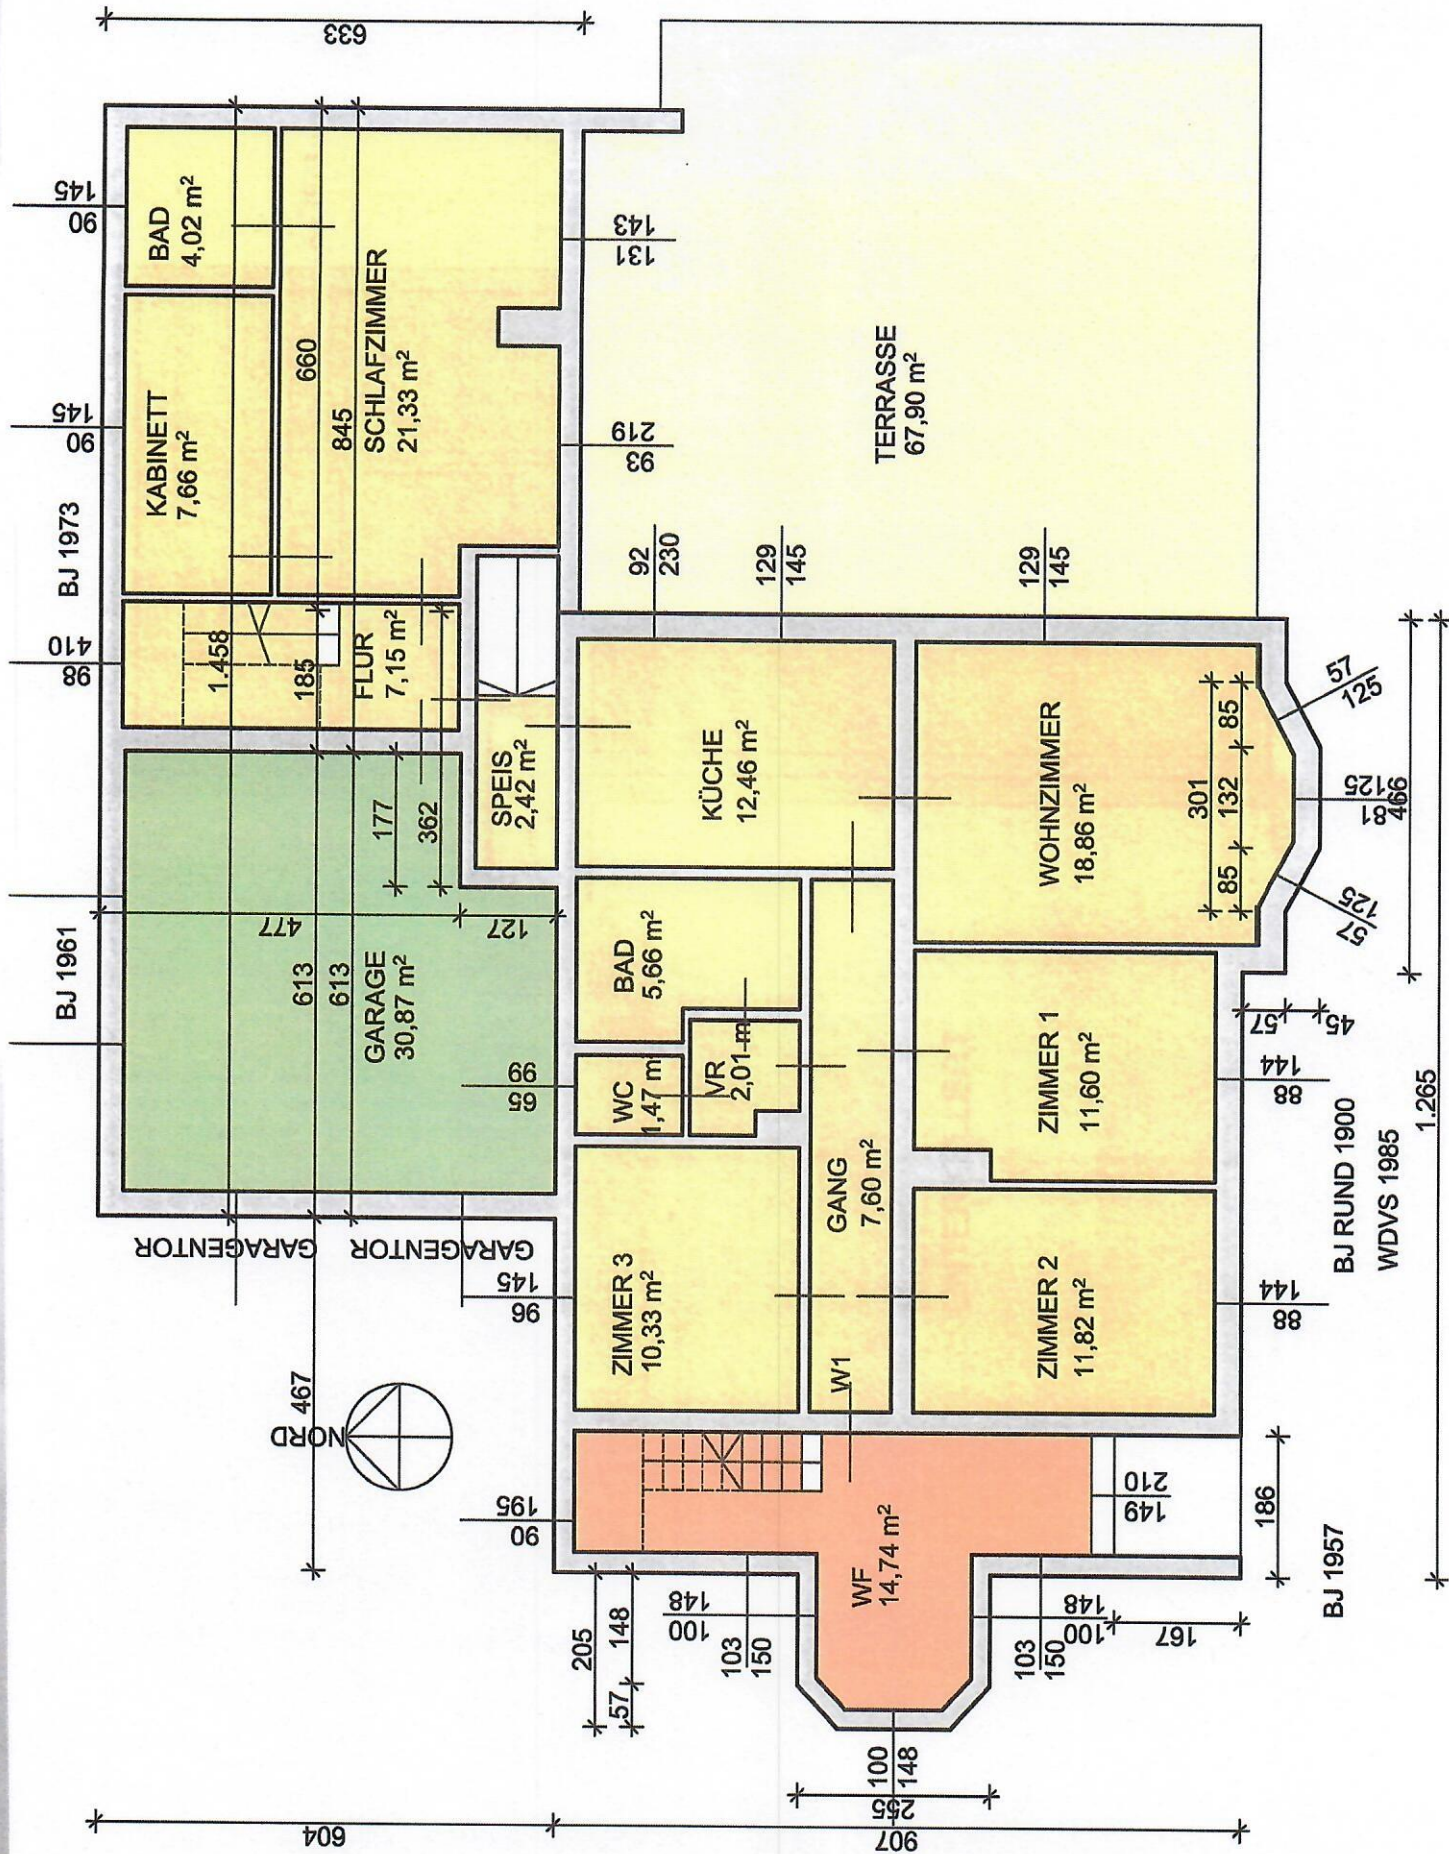 633
145
90
145
90
BJ 1973
410
98
BJ 1961
BAD
4,02 m²
KABINETT
7,66 m²
660
845
SCHLAFZIMMER
21,33 m²
1.458
185
FLUR
7,15 m²
143
131
219
93
TERRASSE
67,90 m²
92
230
129
145
129
145
177
362
477
127
613
613
GARAGE
30,87 m²
SPEIS
2,42 m²
KÜCHE
12,46 m²
WOHNZIMMER
18,86 m²
301
85
132
85
57
125
125
81
466
57
125
BAD
5,66 m²
99
65
WC
1,47 m²
VR
2,01 m²
GANG
7,60 m²
ZIMMER 1
11,60 m²
57
45
144
88
GARAGENTOR
GARAGENTOR
145
96
ZIMMER 3
10,33 m²
ZIMMER 2
11,82 m²
144
88
BJ RUND 1900
WDVS 1985
1.265
467
NORD
W1
195
90
210
149
186
WF
14,74 m²
BJ 1957
205
148
57
148
100
103
150
148
100
103
150
167
100
148
255
604
907